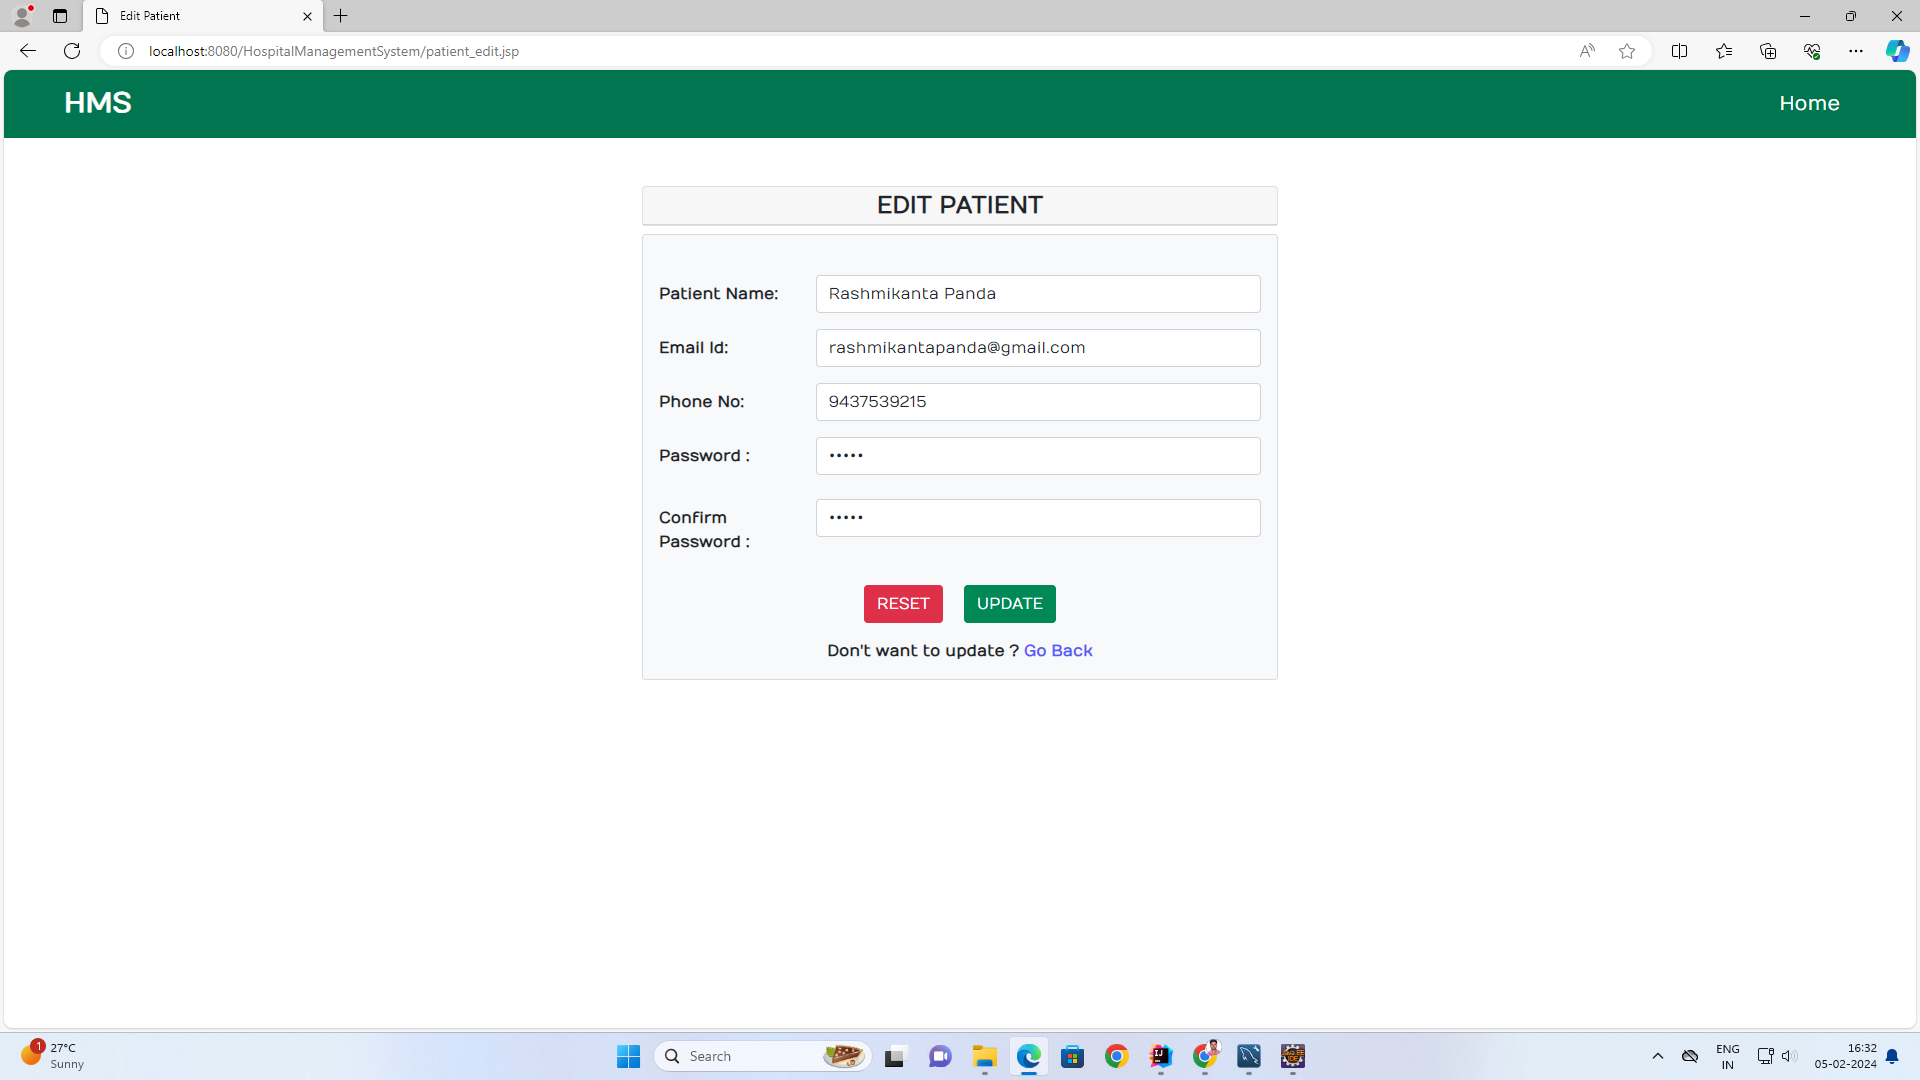 Edit Patient
localhost:8080/HospitalManagementSystem/patient_edit.jsp
HMS
Home
EDIT PATIENT
Patient Name:
Rashmikanta Panda
Email Id:
rashmikantapanda@gmail.com
Phone No:
9437539215
Password :
•••••
Confirm
Password :
•••••
RESET
UPDATE
Don't want to update ? Go Back
1
27°C
Sunny
Search
ENG
IN
16:32
05-02-2024